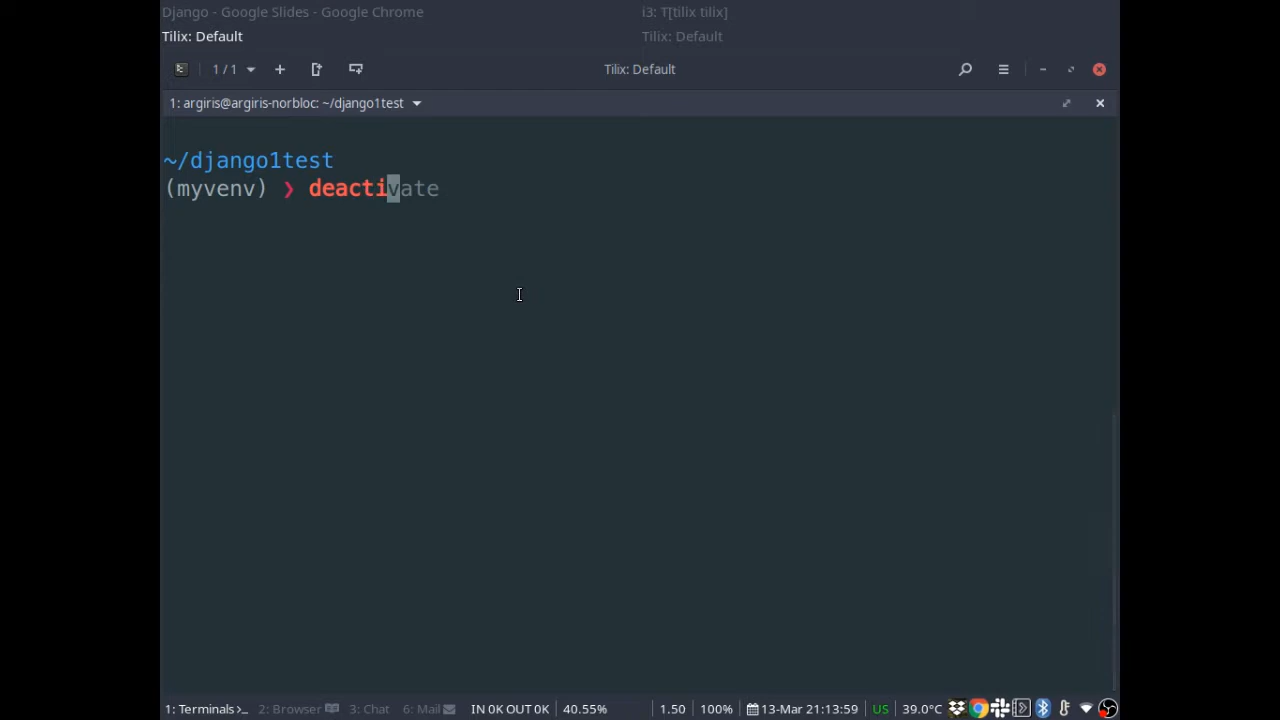 Django - Google Slides - Google Chrome
i3: T[tilix tilix]
Tilix: Default
Tilix: Default
1 / 1
Tilix: Default
1: argiris@argiris-norbloc: ~/django1test
~/django1test
(myvenv) ❯ deactivate
1: Terminals>_ 2: Browser 3: Chat 6: Mail IN 0K OUT 0K 40.55% 1.50 100% 13-Mar 21:13:59 US 39.0°C